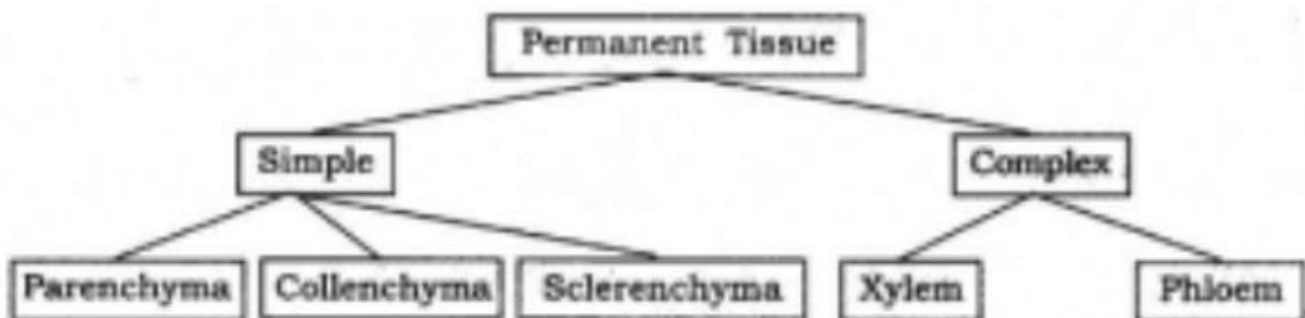 Permanent Tissue
Simple
Complex
Parenchyma
Collenchyma
Sclerenchyma
Xylem
Phloem